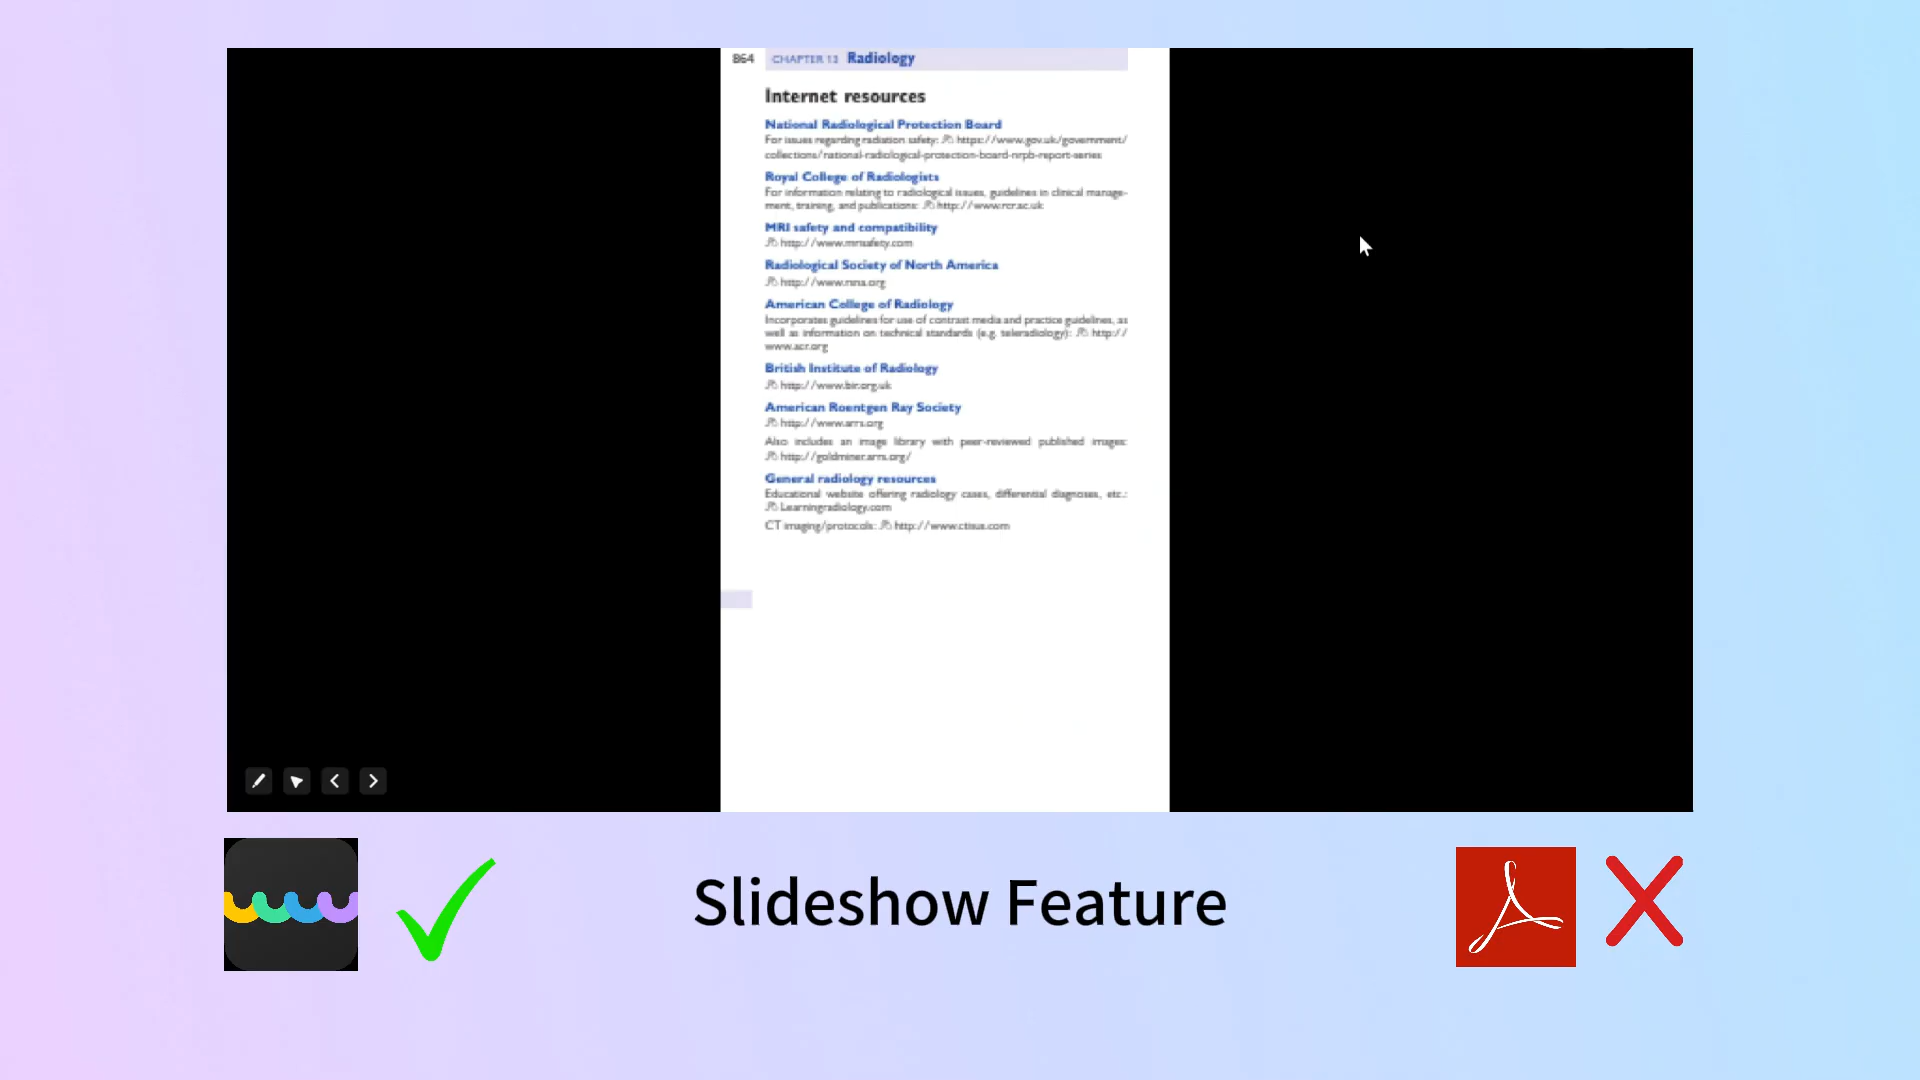 864 CHAPTER 13 Radiology
Internet resources
National Radiological Protection Board
For issues regarding radiation safety: https://www.gov.uk/government/
collections/national-radiological-protection-board-nrpb-report-series
Royal College of Radiologists
For information relating to radiological issues, guidelines in clinical manage-
ment, training, and publications: http://www.rcr.ac.uk
MRI safety and compatibility
http://www.mrisafety.com
Radiological Society of North America
http://www.rsna.org
American College of Radiology
Incorporates guidelines for use of contrast media and practice guidelines, as
well as information on technical standards (e.g. teleradiology): http://
www.acr.org
British Institute of Radiology
http://www.bir.org.uk
American Roentgen Ray Society
http://www.arrs.org
Also includes an image library with peer-reviewed published images:
http://goldminer.arrs.org/
General radiology resources
Educational website offering radiology cases, differential diagnoses, etc.:
Learningradiology.com
CT imaging/protocols: http://www.ctisus.com
Slideshow Feature